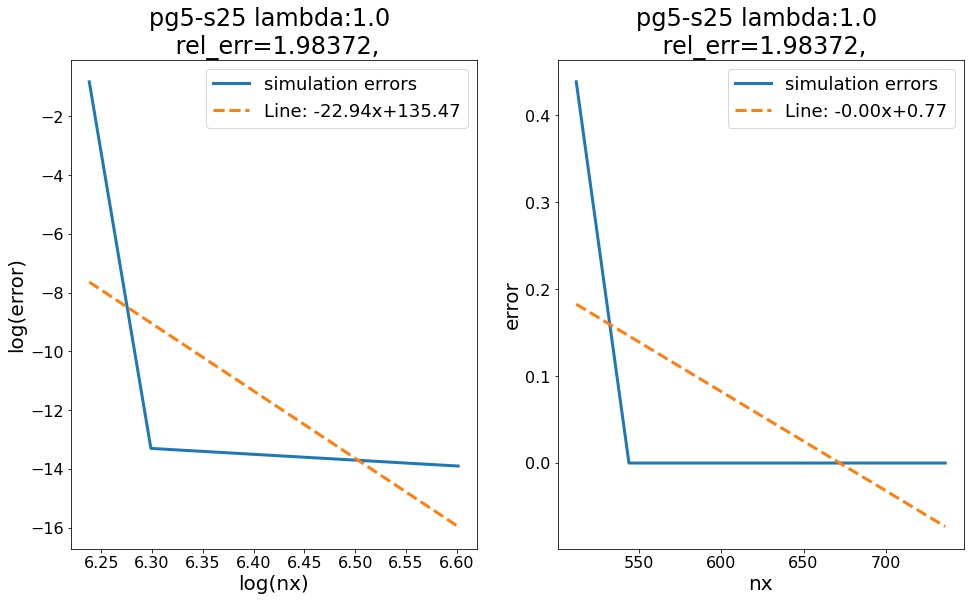 pg5-s25 lambda:1.0
rel_err=1.98372,
simulation errors
Line: -22.94x+135.47
−2
−4
−6
−8
−10
−12
−14
−16
log(error)
6.25 6.30 6.35 6.40 6.45 6.50 6.55 6.60
log(nx)
pg5-s25 lambda:1.0
rel_err=1.98372,
simulation errors
Line: -0.00x+0.77
0.4
0.3
0.2
0.1
0.0
error
550 600 650 700
nx